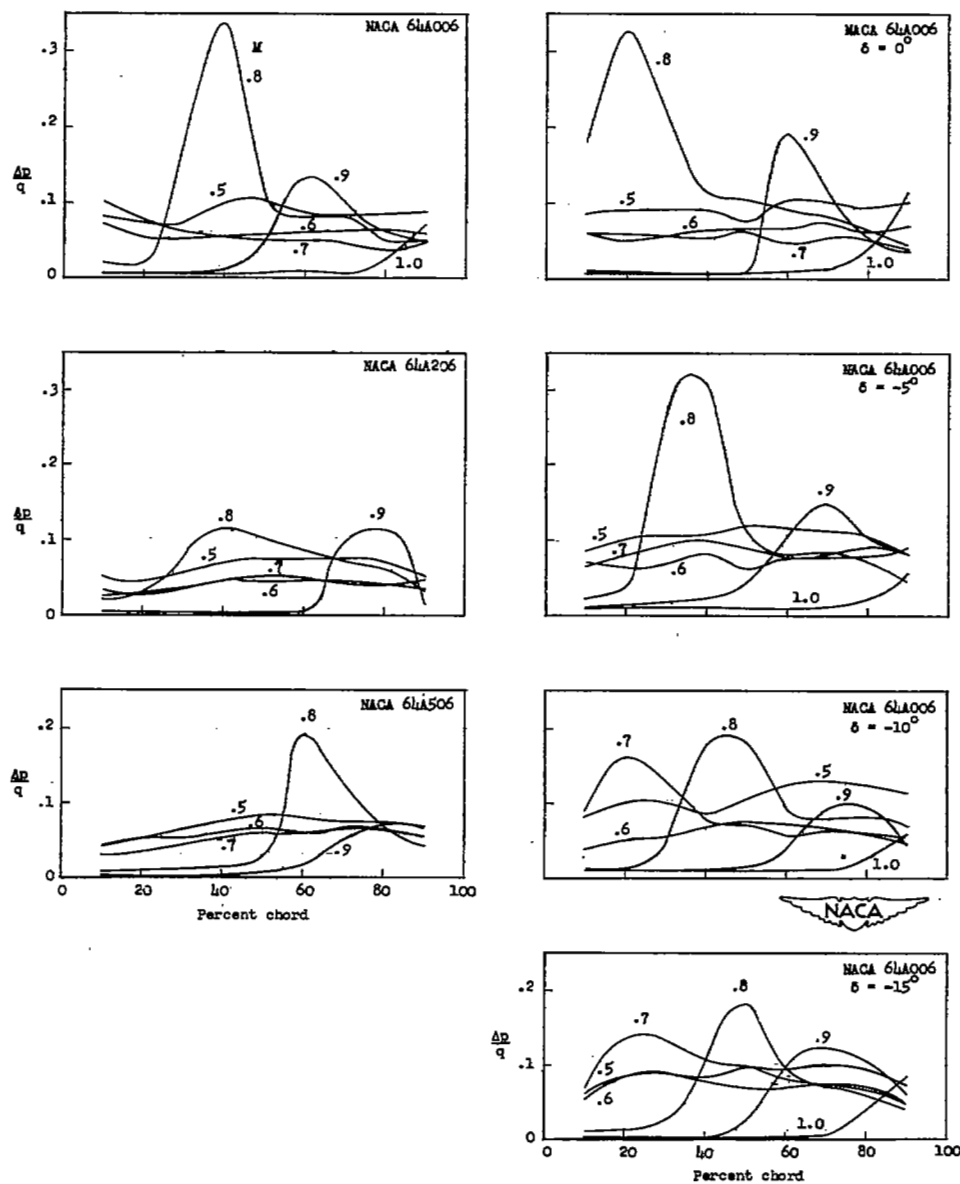 NACA 64A006
.3
M
.8
.2
Δp
q
.1
.5
.9
.6
.7
1.0
0
NACA 64A006
δ = 0°
.8
.9
.5
.6
.7
1.0
NACA 64A206
.3
.2
Δp
q
.1
.8
.9
.5
.7
.6
0
NACA 64A006
δ = -5°
.8
.9
.5
.7
.6
1.0
NACA 64A506
.2
Δp
q
.1
0
.8
.5
.6
.7
.9
0 20 40 60 80 100
Percent chord
NACA 64A006
δ = -10°
.7
.8
.5
.9
.6
1.0
NACA
NACA 64A006
δ = -15°
.2
Δp
q
.1
0
.8
.7
.9
.5
.6
1.0
0 20 40 60 80 100
Percent chord